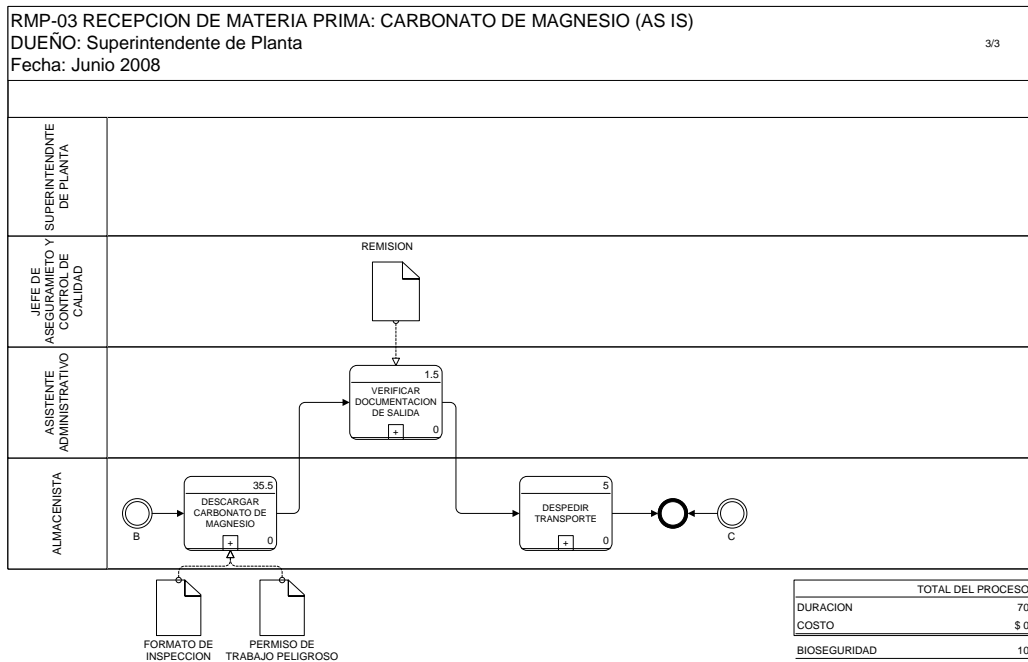 RMP-03 RECEPCION DE MATERIA PRIMA: CARBONATO DE MAGNESIO (AS IS)
DUEÑO: Superintendente de Planta
3/3
Fecha: Junio 2008
SUPERINTENDNTE
DE PLANTA
JEFE DE
ASEGURAMIETO Y
CONTROL DE
CALIDAD
REMISION
ASISTENTE
ADMINISTRATIVO
1.5
VERIFICAR
DOCUMENTACION
DE SALIDA
+
0
ALMACENISTA
B
35.5
DESCARGAR
CARBONATO DE
MAGNESIO
+
0
5
DESPEDIR
TRANSPORTE
+
0
C
FORMATO DE
INSPECCION
PERMISO DE
TRABAJO PELIGROSO
TOTAL DEL PROCESO
DURACION 70
COSTO $ 0
BIOSEGURIDAD 10